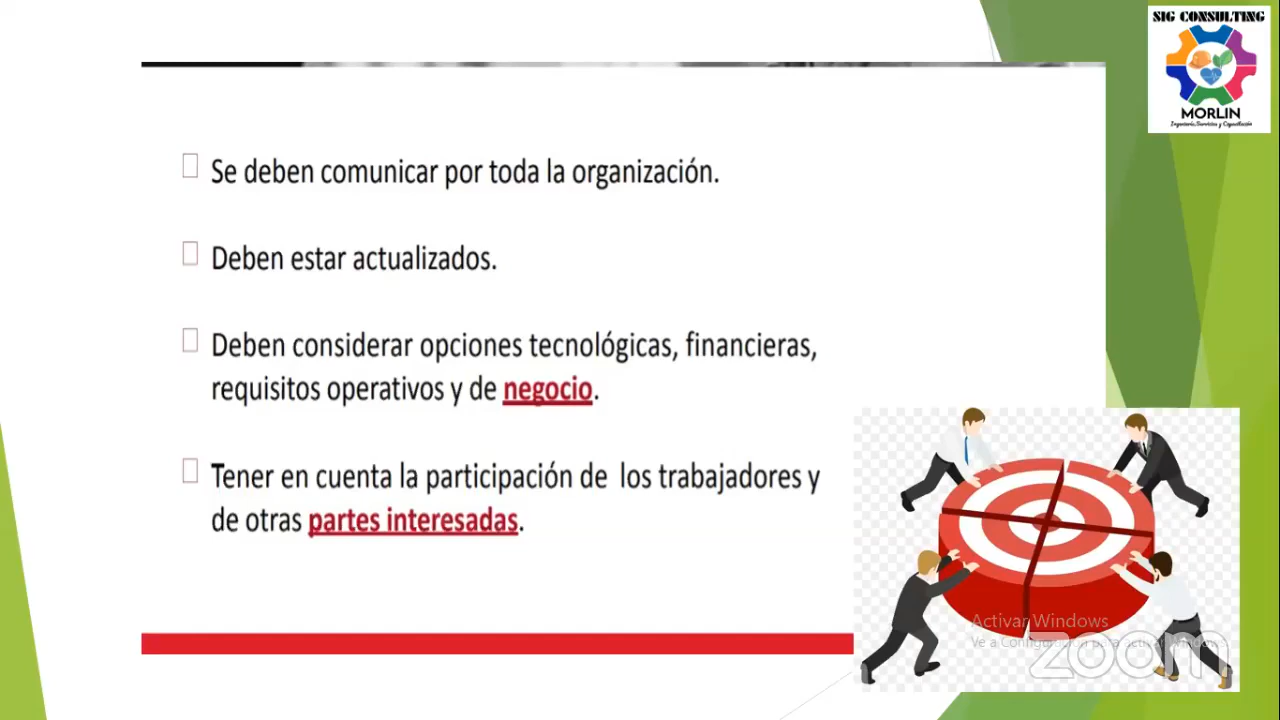 SIG CONSULTING
MORLIN
Ingeniería, Servicios y Capacitación
Se deben comunicar por toda la organización.
Deben estar actualizados.
Deben considerar opciones tecnológicas, financieras,
requisitos operativos y de negocio.
Tener en cuenta la participación de los trabajadores y
de otras partes interesadas.
Activar Windows
Ve a Configuración para activar Windows.
zoom